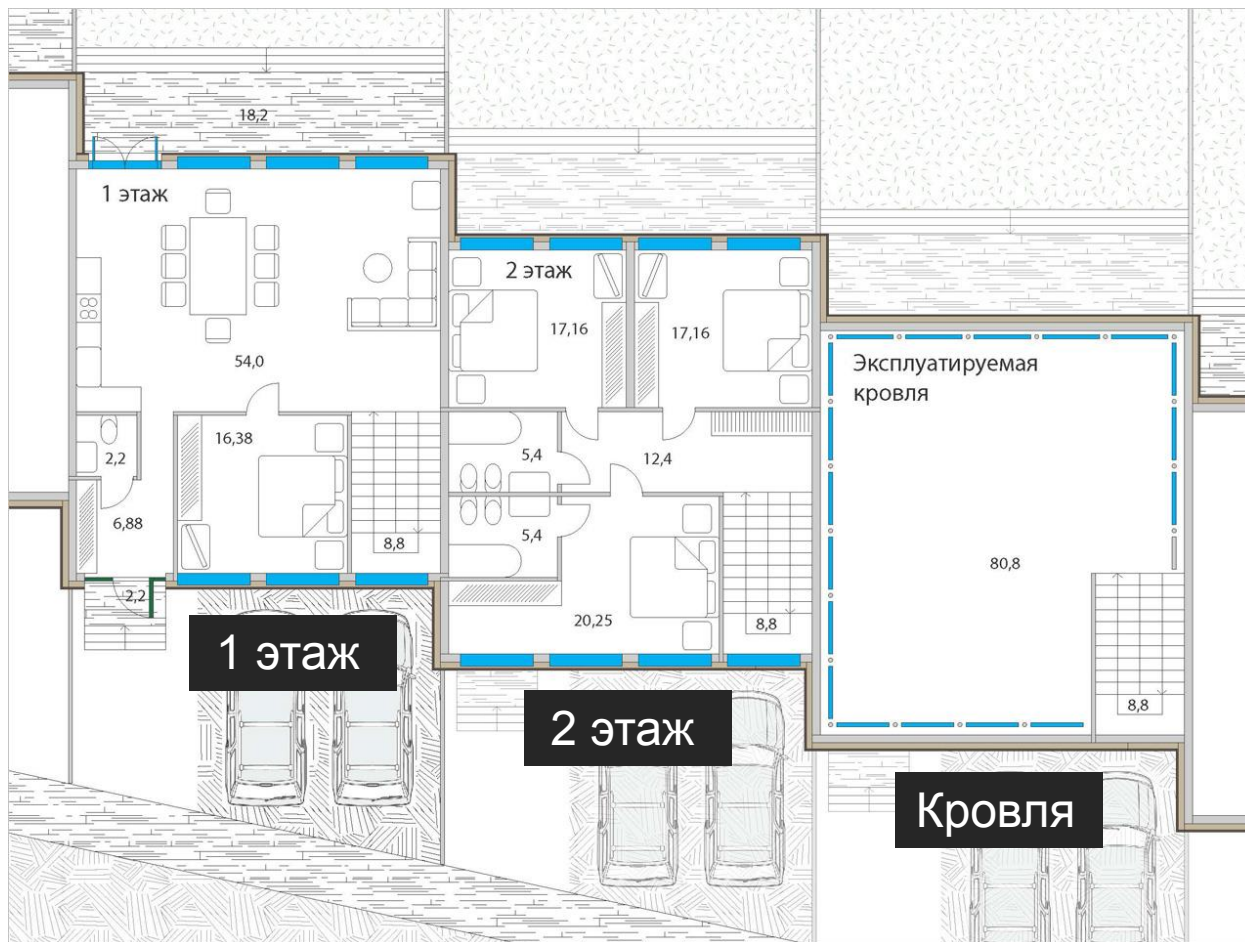 18,2
1 этаж
54,0
2,2
16,38
6,88
8,8
2,2
1 этаж
2 этаж
17,16
17,16
5,4
12,4
5,4
20,25
8,8
2 этаж
Эксплуатируемая
кровля
80,8
8,8
Кровля